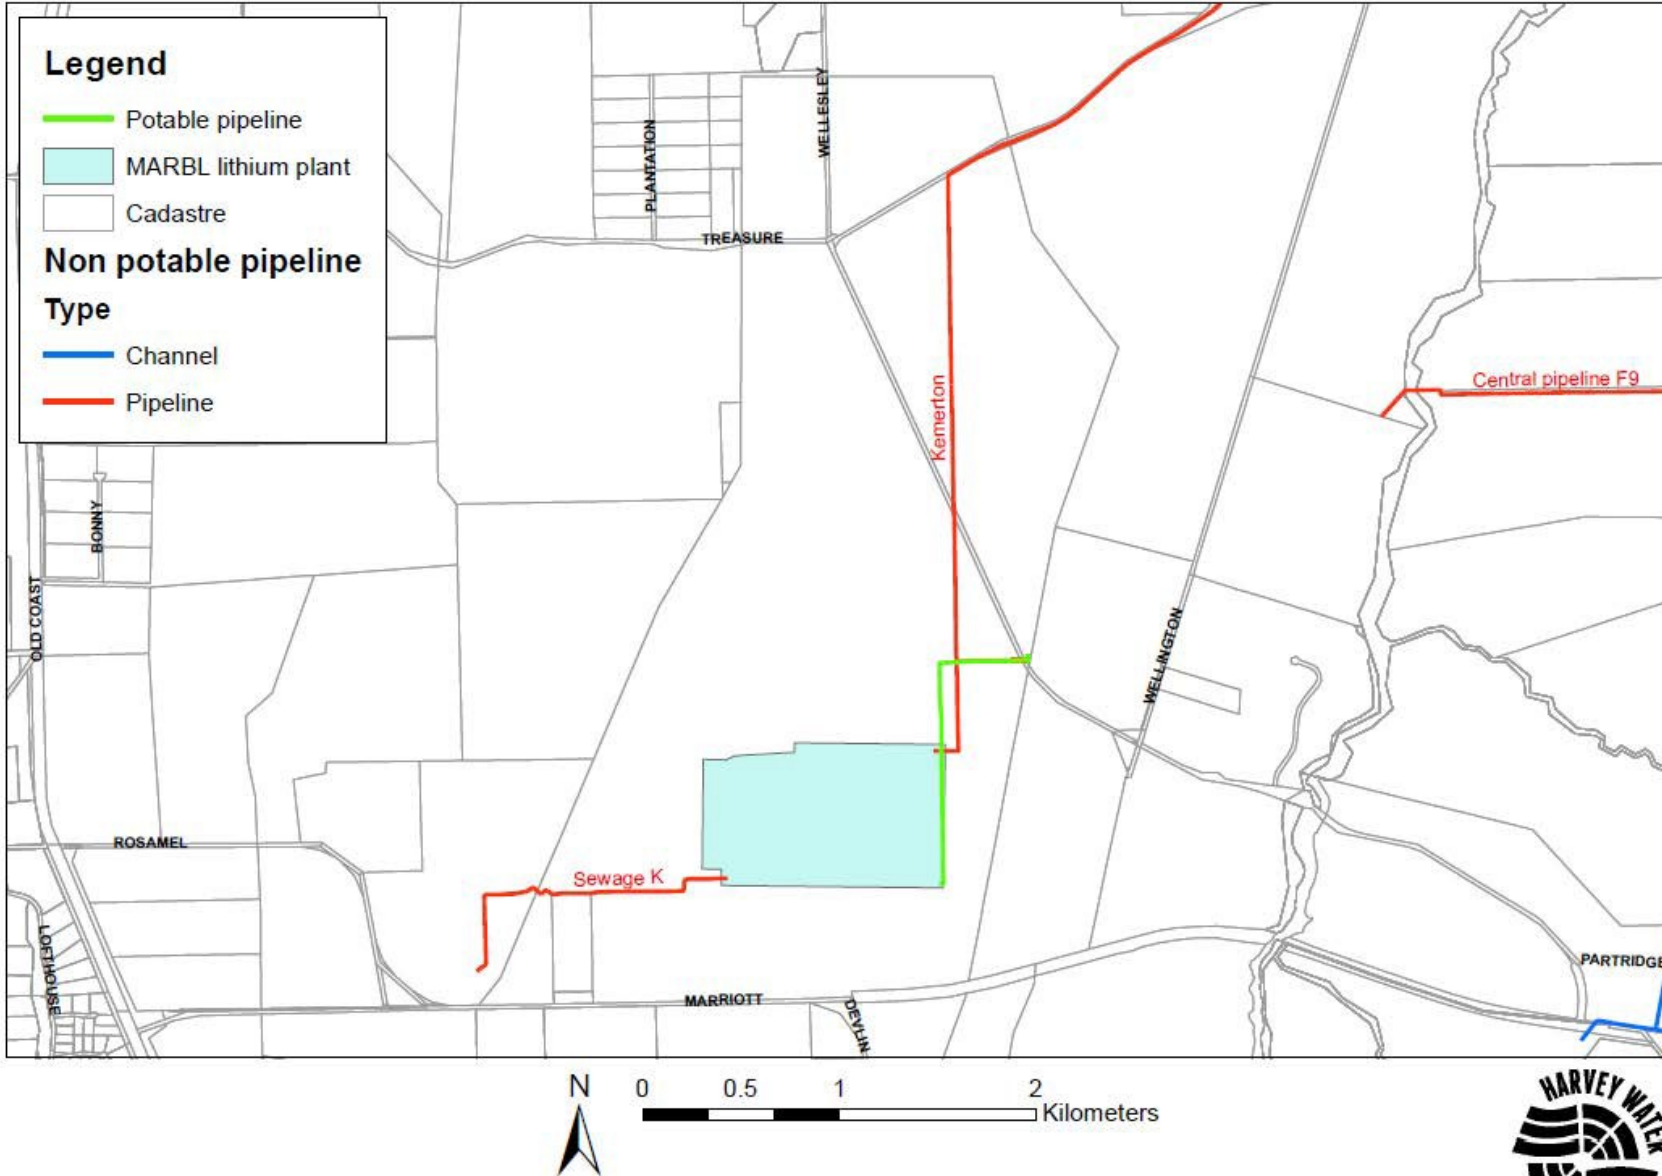 Legend
Potable pipeline
MARBL lithium plant
Cadastre
Non potable pipeline
Type
Channel
Pipeline
WELLESLEY
PLANTATION
TREASURE
Kemerton
Central pipeline F9
BONNY
OLD COAST
WELLINGTON
ROSAMEL
Sewage K
LOFTHOUSE
PARTRIDGE
MARRIOTT
DEVLIN
N
0 0.5 1 2
Kilometers
HARVEY WATER